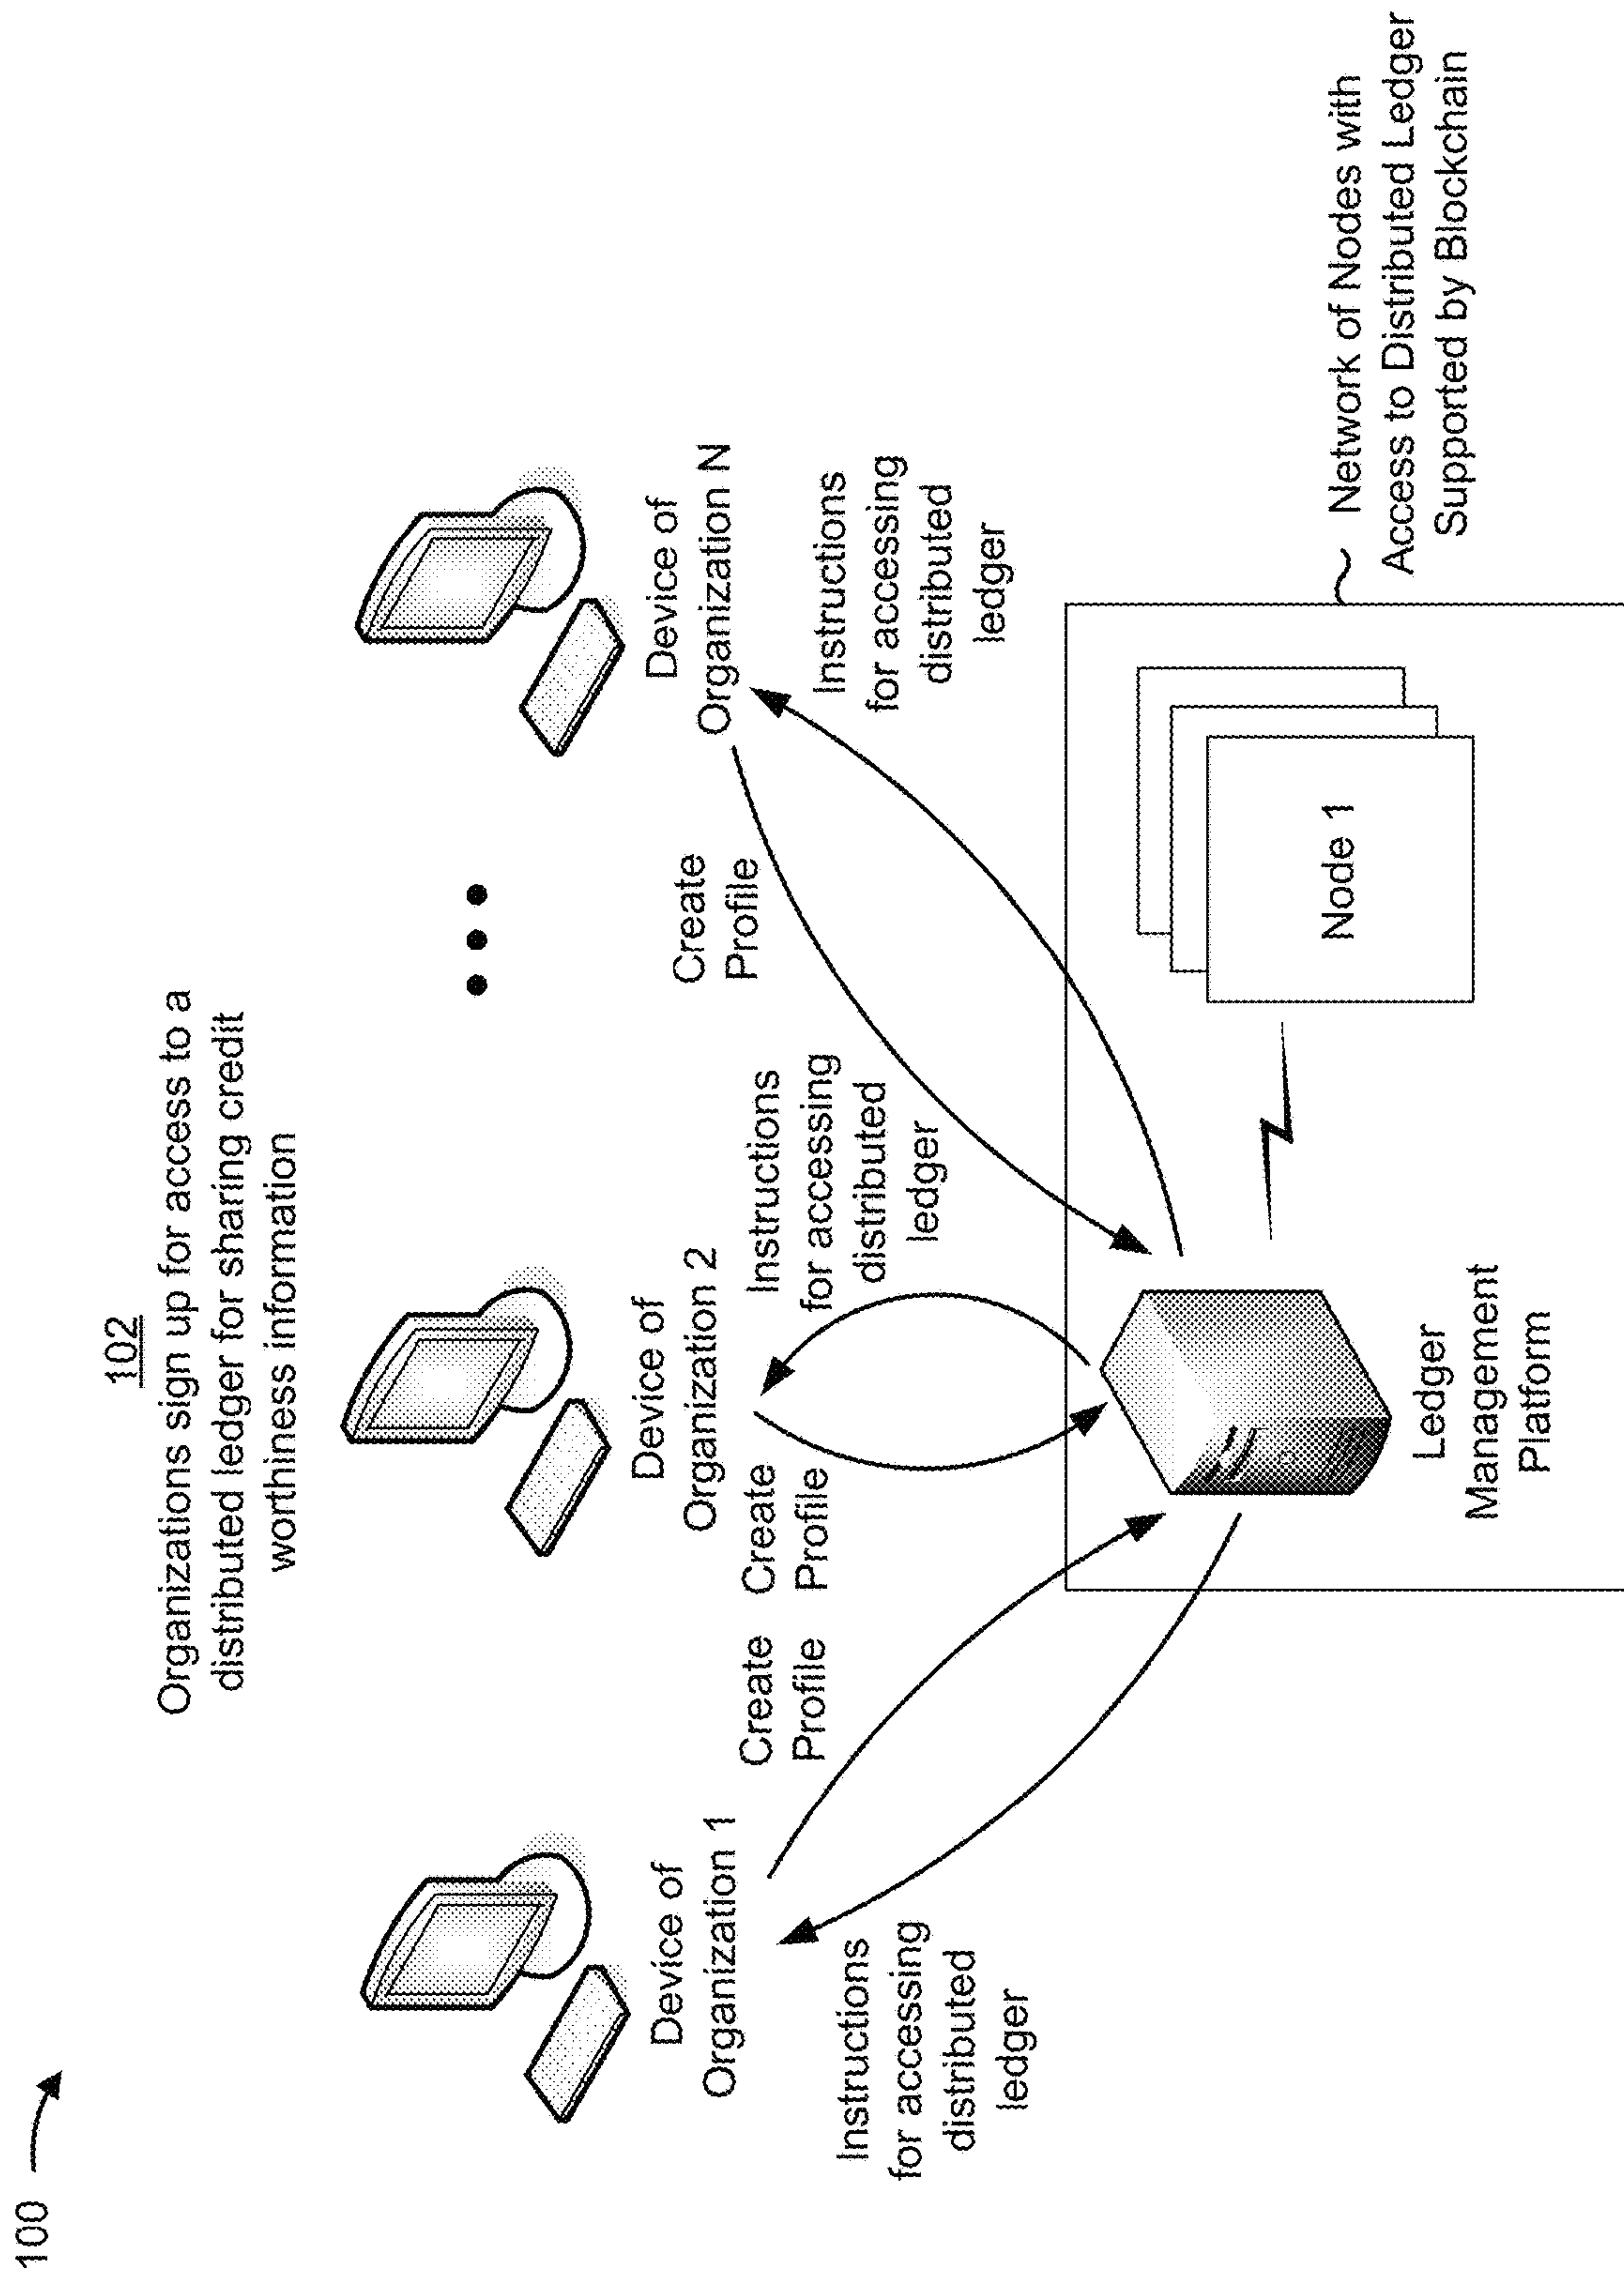 100
102
Organizations sign up for access to a
distributed ledger for sharing credit
worthiness information
Device of
Organization 1
Device of
Organization 2
Device of
Organization N
Create
Profile
Create
Profile
Create
Profile
Instructions
for accessing
distributed
ledger
Instructions
for accessing
distributed
ledger
Instructions
for accessing
distributed
ledger
Ledger
Management
Platform
Node 1
Network of Nodes with
Access to Distributed Ledger
Supported by Blockchain